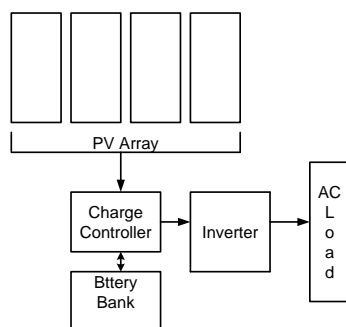 PV Array
Charge
Controller
Inverter
AC
L
o
a
d
Bttery
Bank